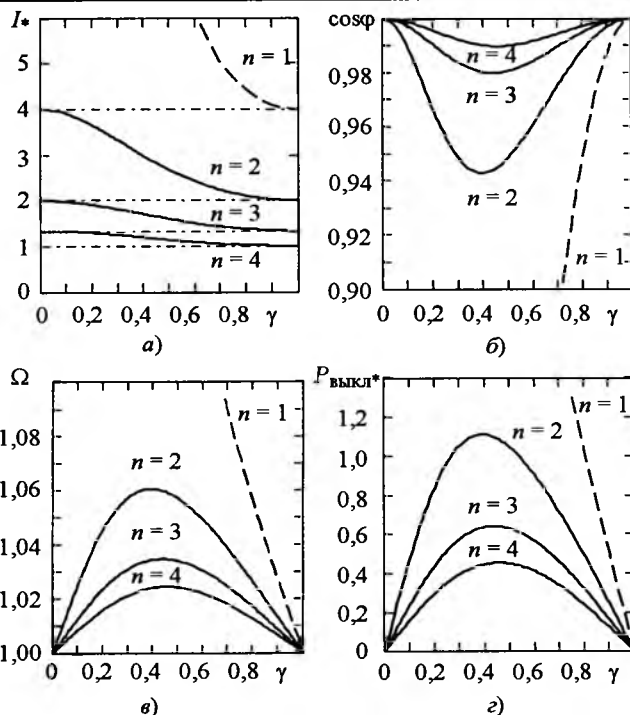 I*
5
4
3
2
1
0
n = 1
n = 2
n = 3
n = 4
0 0,2 0,4 0,6 0,8 γ
а)
cosφ
0,98
0,96
0,94
0,92
0,90
n = 4
n = 3
n = 2
n = 1
0 0,2 0,4 0,6 0,8 γ
б)
Ω
1,08
1,06
1,04
1,02
1,00
n = 1
n = 2
n = 3
n = 4
0 0,2 0,4 0,6 0,8 γ
в)
Pвыкл*
1,2
1,0
0,8
0,6
0,4
0,2
0
n = 1
n = 2
n = 3
n = 4
0 0,2 0,4 0,6 0,8 γ
г)